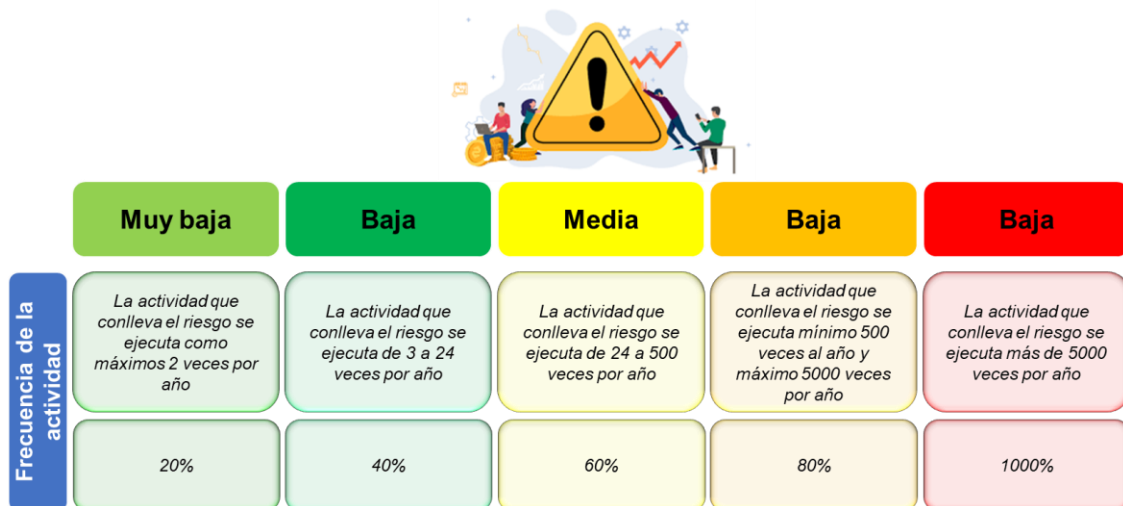 Muy baja
Baja
Media
Baja
Baja
Frecuencia de la
actividad
La actividad que
conlleva el riesgo se
ejecuta como
máximos 2 veces por
año
La actividad que
conlleva el riesgo se
ejecuta de 3 a 24
veces por año
La actividad que
conlleva el riesgo se
ejecuta de 24 a 500
veces por año
La actividad que
conlleva el riesgo se
ejecuta mínimo 500
veces al año y
máximo 5000 veces
por año
La actividad que
conlleva el riesgo se
ejecuta más de 5000
veces por año
20%
40%
60%
80%
1000%